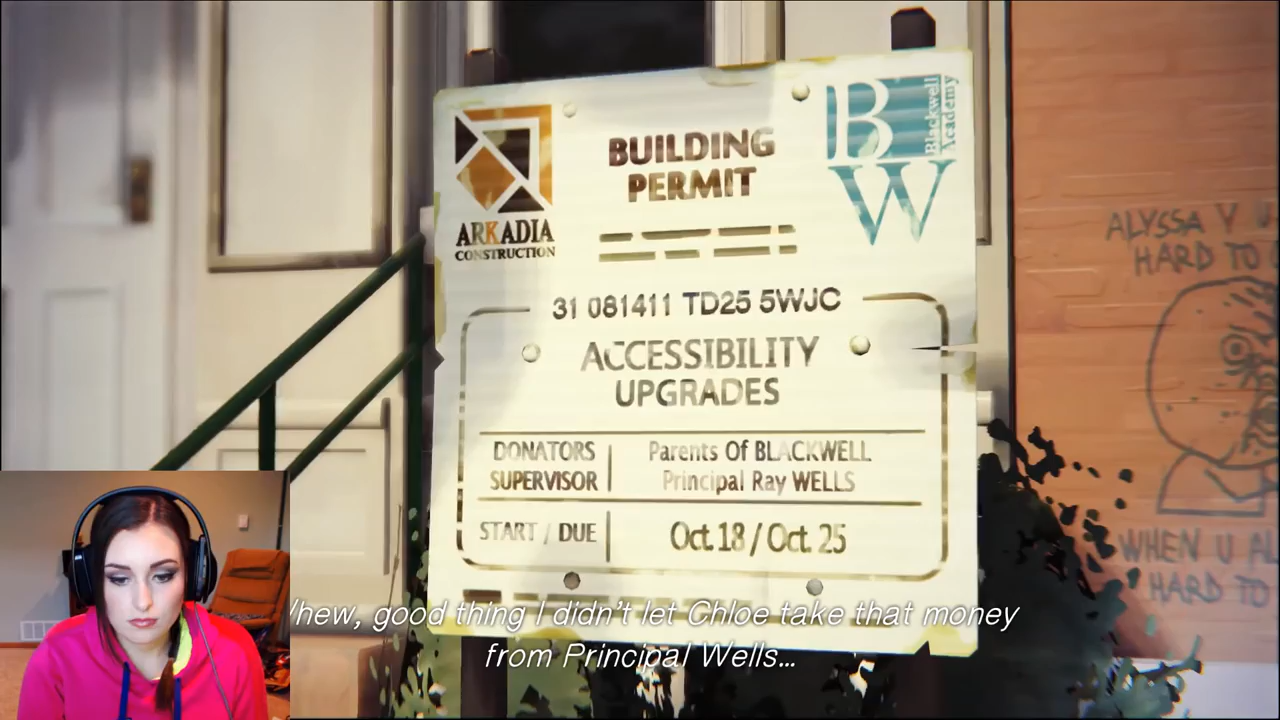 BUILDING
PERMIT
ARKADIA
CONSTRUCTION
BW
Blackwell
Academy
31 081411 TD25 5WJC
ACCESSIBILITY
UPGRADES
DONATORS Parents Of BLACKWELL
SUPERVISOR Principal Ray WELLS
START / DUE Oct. 18 / Oct. 25
ALYSSA Y U
HARD TO
WHEN U
HARD TO
good thing I didn't let Chloe take that money
from Principal Wells...